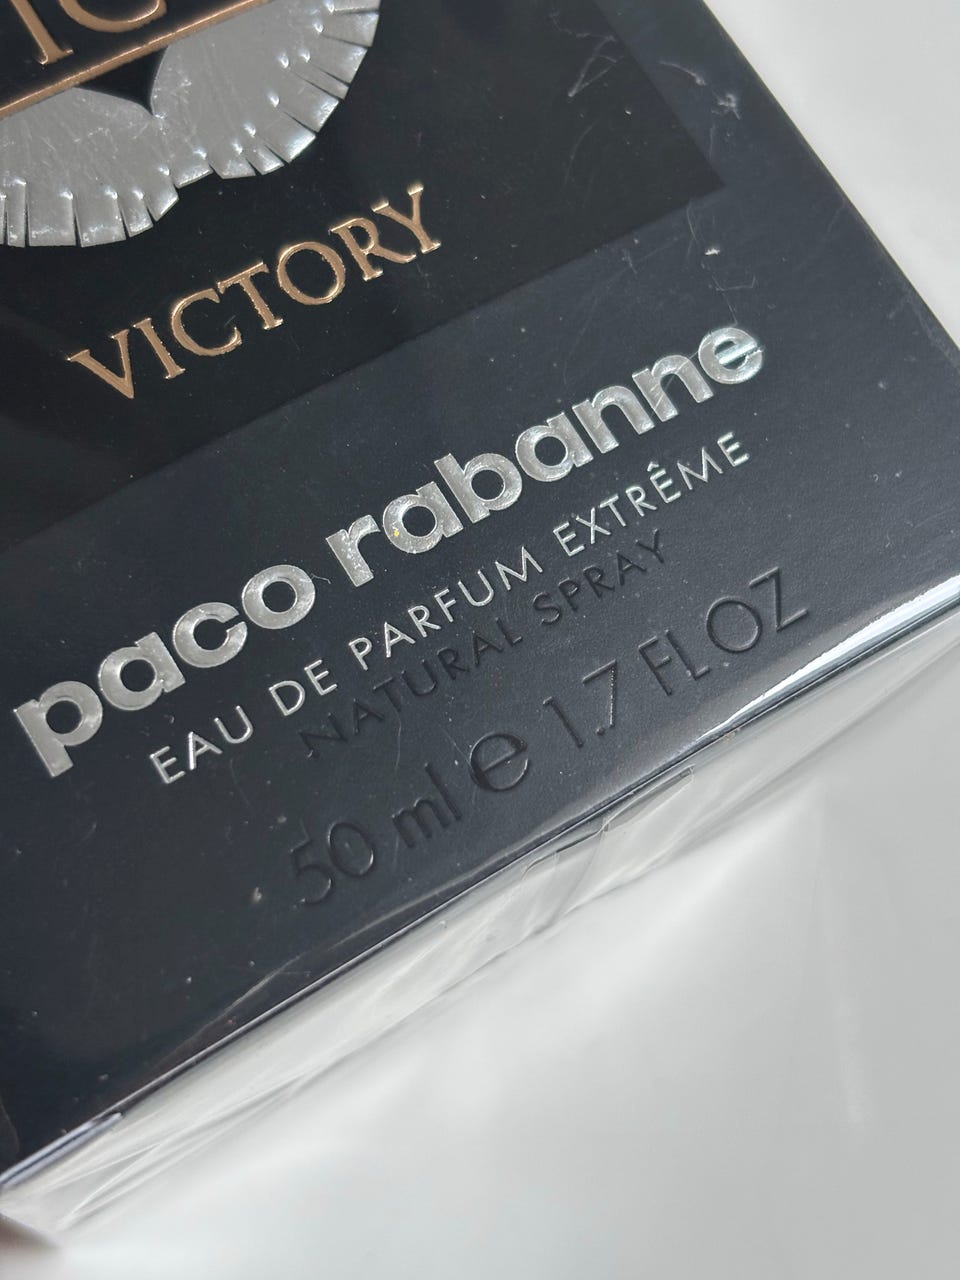 VICTORY
paco rabanne
EAU DE PARFUM EXTRÊME
NATURAL SPRAY
50 ml e 1.7 FL OZ